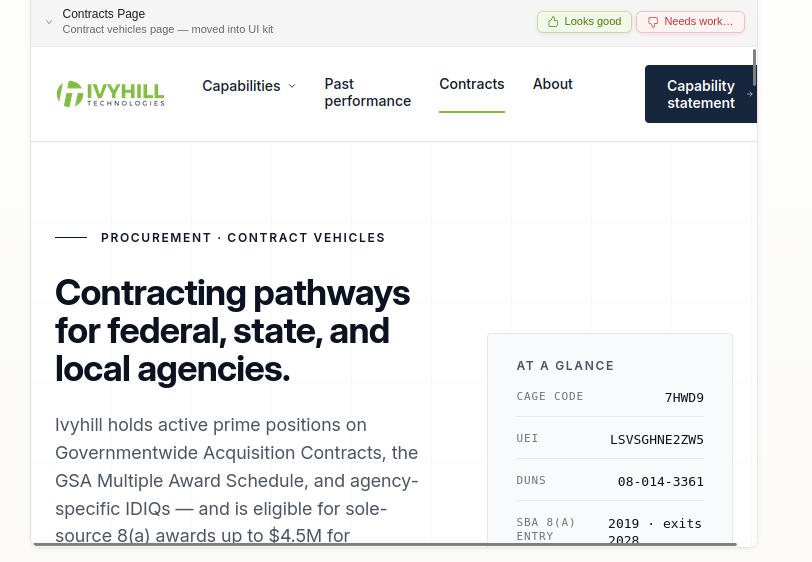 Contracts Page
Contract vehicles page — moved into UI kit
Looks good
Needs work…
IVYHILL
TECHNOLOGIES
Capabilities
Past
performance
Contracts
About
Capability
statement
PROCUREMENT · CONTRACT VEHICLES
Contracting pathways
for federal, state, and
local agencies.
Ivyhill holds active prime positions on
Governmentwide Acquisition Contracts, the
GSA Multiple Award Schedule, and agency-
specific IDIQs — and is eligible for sole-
source 8(a) awards up to $4.5M for
AT A GLANCE
CAGE CODE 7HWD9
UEI LSVSGHNE2ZW5
DUNS 08-014-3361
SBA 8(A) 2019 · exits
ENTRY 2028